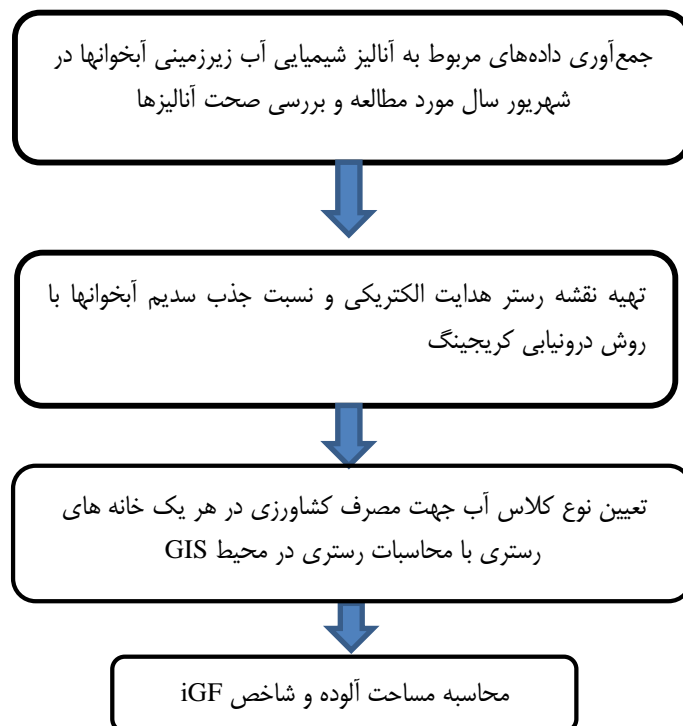 جمع‌آوری داده‌های مربوط به آنالیز شیمیایی آب زیرزمینی آبخوانها در
شهریور سال مورد مطالعه و بررسی صحت آنالیزها
تهیه نقشه رستر هدایت الکتریکی و نسبت جذب سدیم آبخوانها با
روش درونیابی کریجینگ
تعیین نوع کلاس آب جهت مصرف کشاورزی در هر یک خانه های
رستری با محاسبات رستری در محیط GIS
محاسبه مساحت آلوده و شاخص iGF